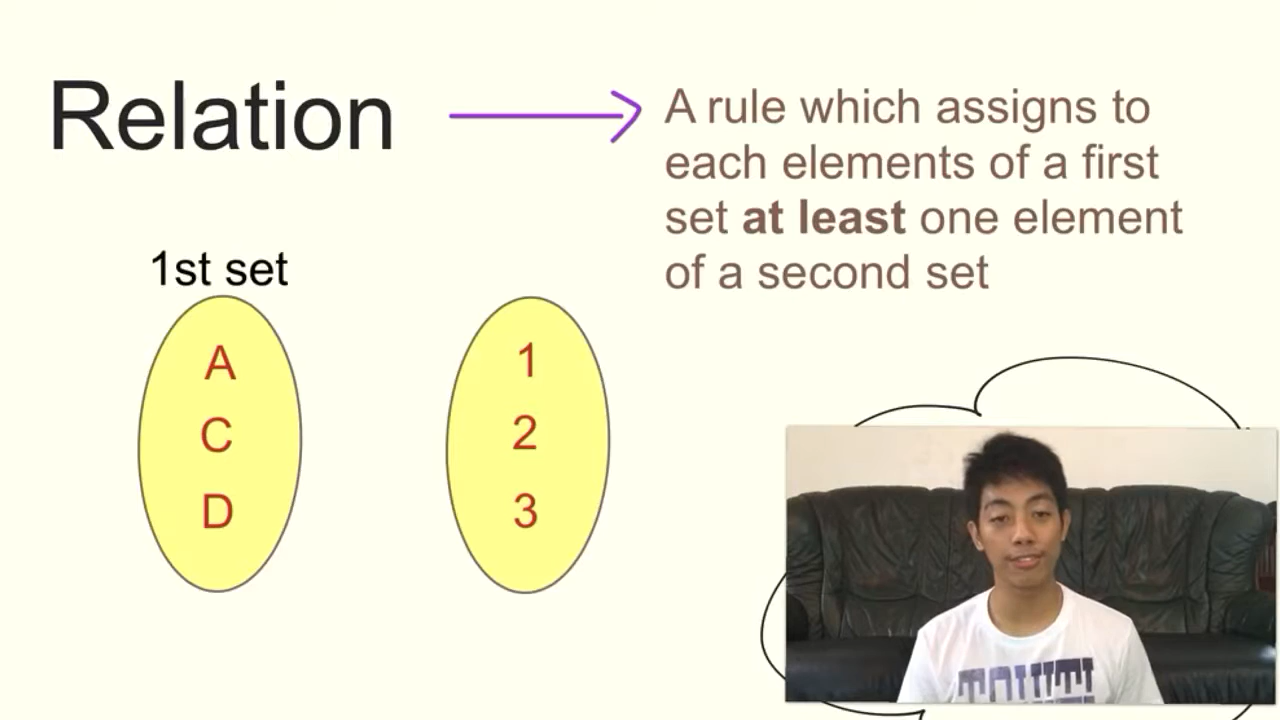 Relation
A rule which assigns to
each elements of a first
set at least one element
of a second set
1st set
A
C
D
1
2
3